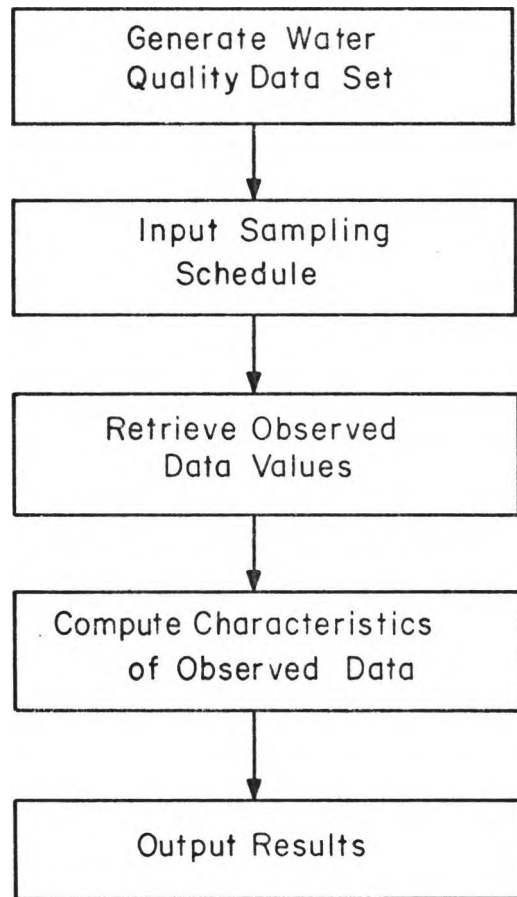 Generate Water
Quality Data Set
Input Sampling
Schedule
Retrieve Observed
Data Values
Compute Characteristics
of Observed Data
Output Results